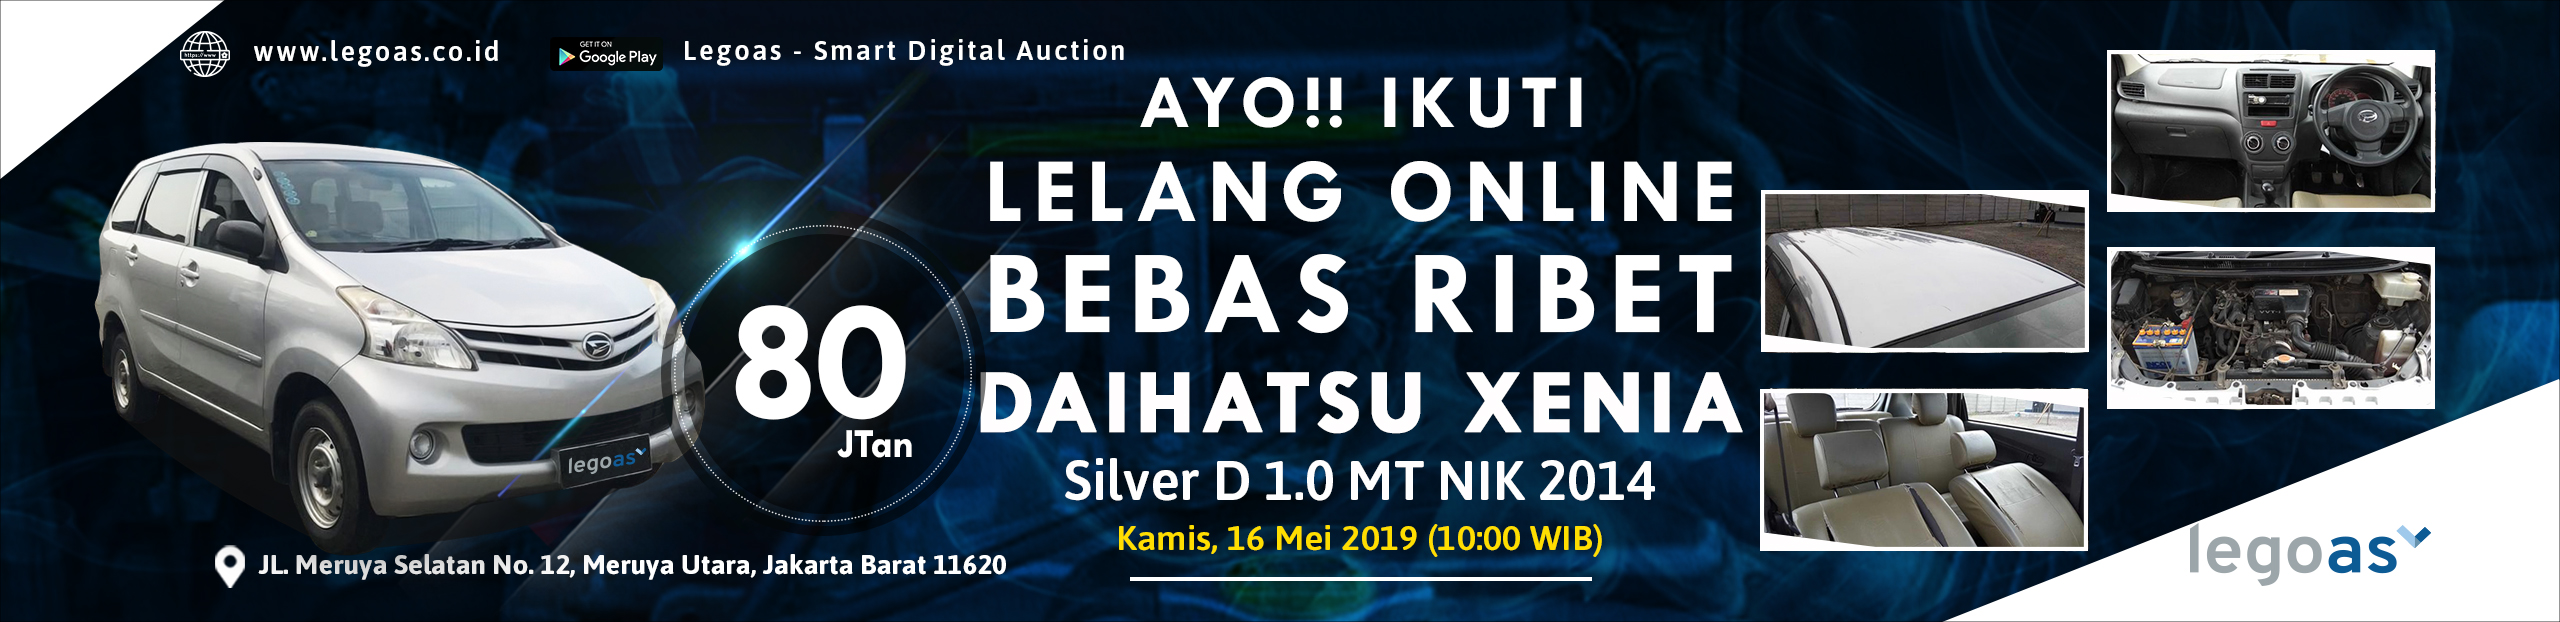 www.legoas.co.id
GET IT ON
Google Play
Legoas - Smart Digital Auction
AYO!! IKUTI
LELANG ONLINE
BEBAS RIBET
DAIHATSU XENIA
Silver D 1.0 MT NIK 2014
Kamis, 16 Mei 2019 (10:00 WIB)
80
JTan
legoas
JL. Meruya Selatan No. 12, Meruya Utara, Jakarta Barat 11620
legoas